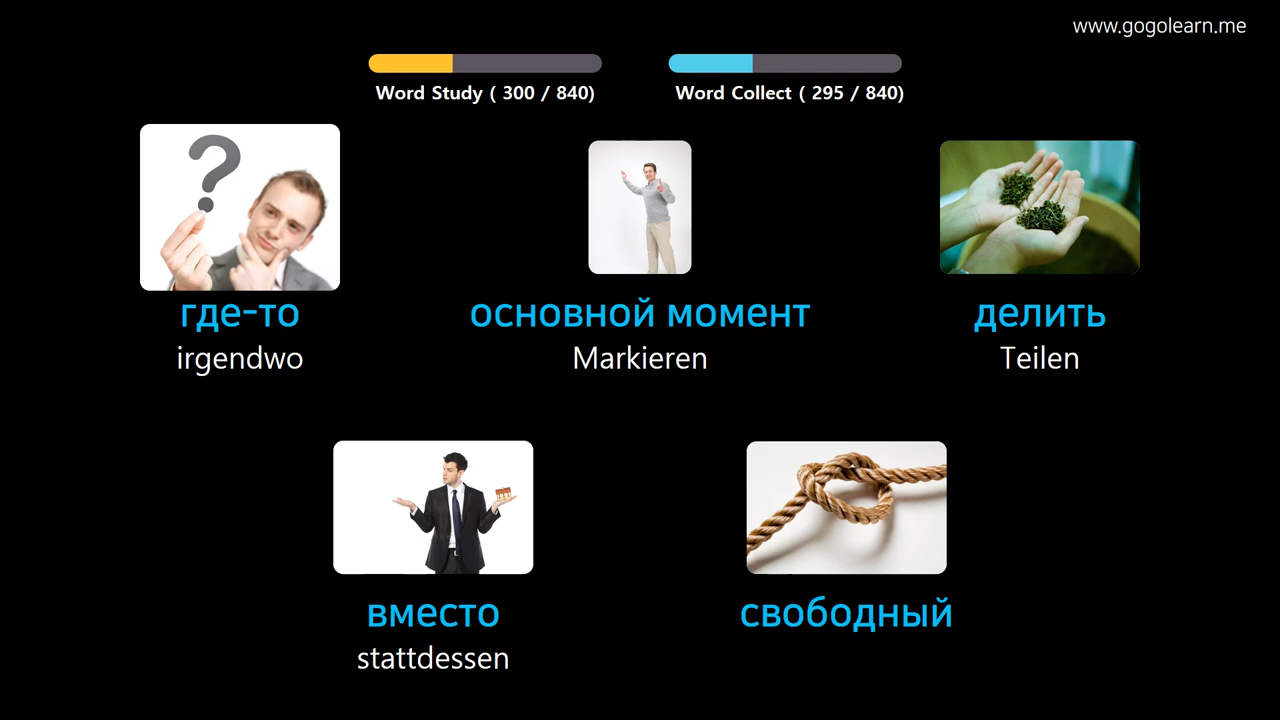 www.gogolearn.me
Word Study ( 300 / 840)
Word Collect ( 295 / 840)
где-то
irgendwo
основной момент
Markieren
делить
Teilen
вместо
stattdessen
свободный